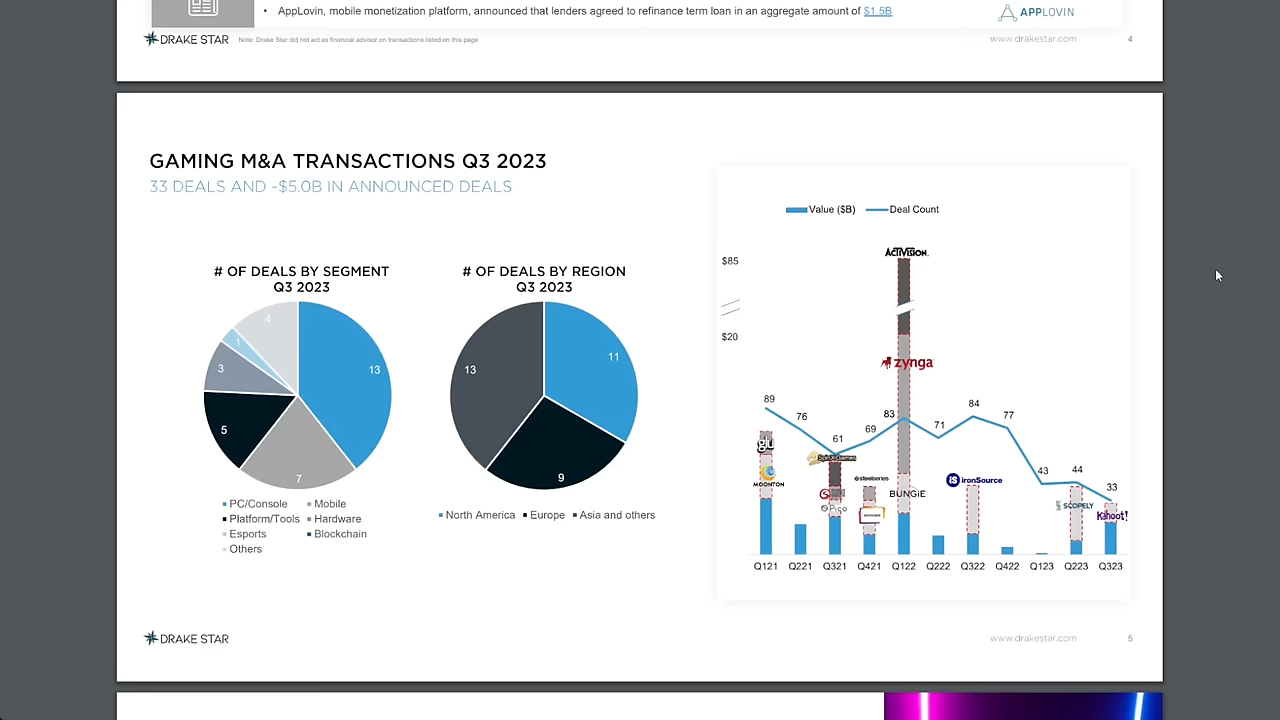 • AppLovin, mobile monetization platform, announced that lenders agreed to refinance term loan in an aggregate amount of $1.5B
APPLOVIN
DRAKE STAR
Note: Drake Star did not act as financial advisor on transactions listed on this page
www.drakestar.com
4
GAMING M&A TRANSACTIONS Q3 2023
33 DEALS AND ~$5.0B IN ANNOUNCED DEALS
# OF DEALS BY SEGMENT
Q3 2023
4
1
3
5
7
13
PC/Console
Mobile
Platform/Tools
Hardware
Esports
Blockchain
Others
# OF DEALS BY REGION
Q3 2023
13
11
9
North America
Europe
Asia and others
Value ($B)
Deal Count
$85
$20
ACTIVISION
zynga
89
76
61
69
83
71
84
77
43
44
33
glu
MOONTON
steelseries
BUNGIE
ironSource
SCOPELY
Kahoot!
Q121
Q221
Q321
Q421
Q122
Q222
Q322
Q422
Q123
Q223
Q323
DRAKE STAR
www.drakestar.com
5